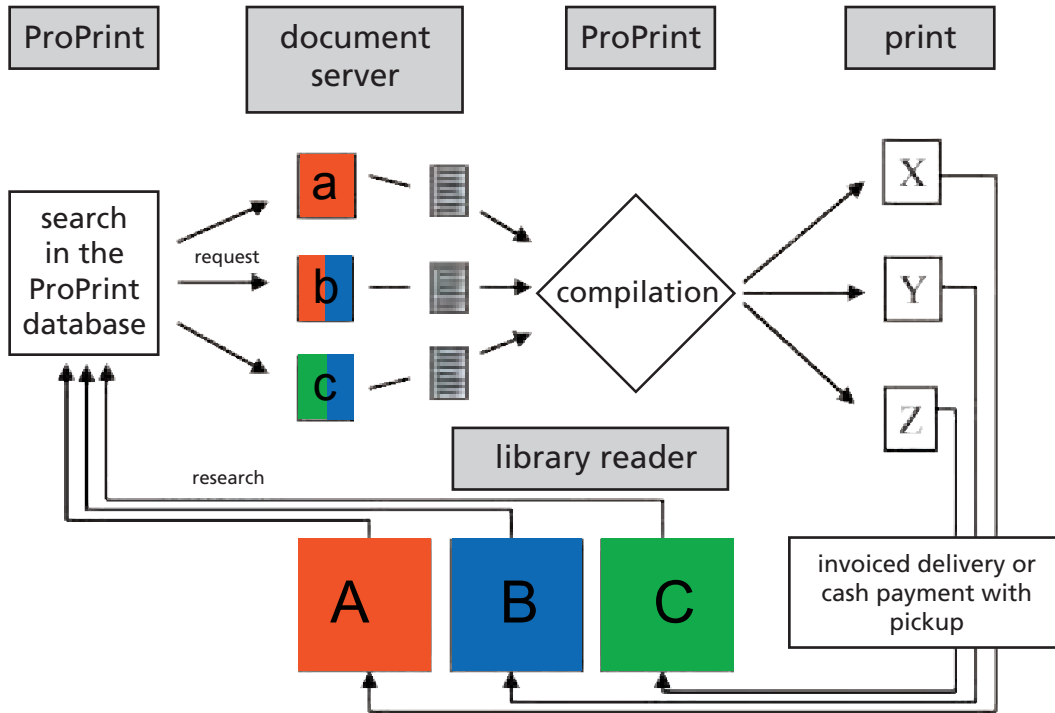 ProPrint
document
server
ProPrint
print
a
X
search
in the
ProPrint
database
request
b
compilation
Y
c
Z
library reader
research
A
B
C
invoiced delivery or
cash payment with
pickup